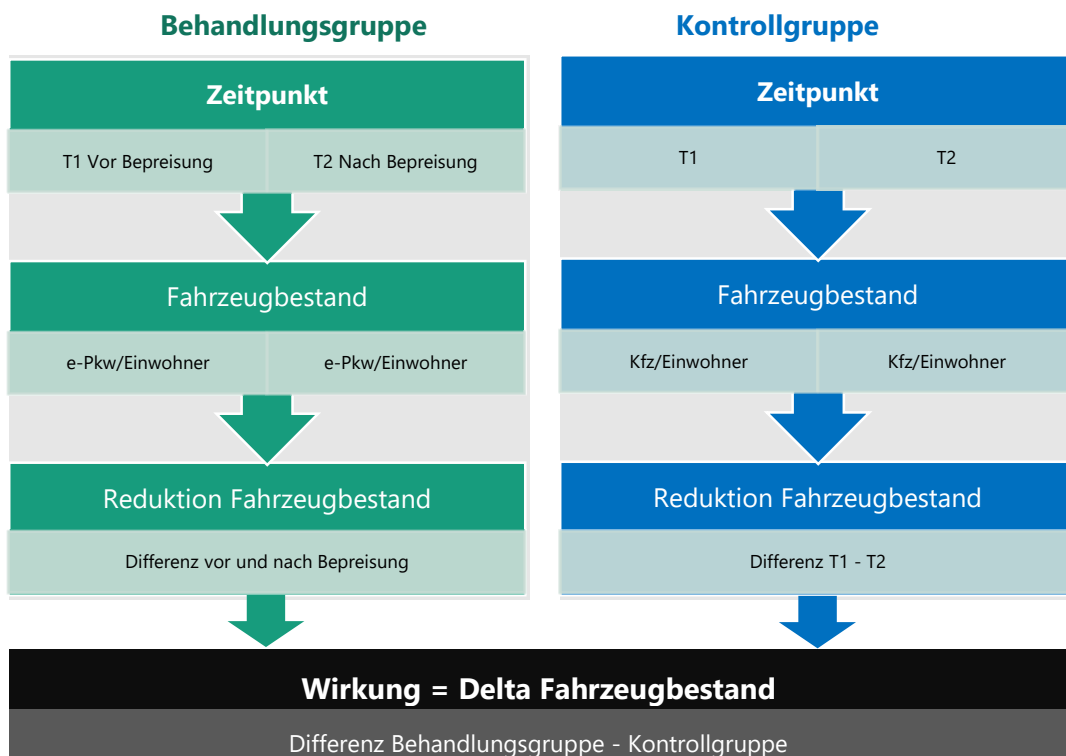 Behandlungsgruppe
Zeitpunkt
T1 Vor Bepreisung
T2 Nach Bepreisung
Fahrzeugbestand
e-Pkw/Einwohner
e-Pkw/Einwohner
Reduktion Fahrzeugbestand
Differenz vor und nach Bepreisung
Kontrollgruppe
Zeitpunkt
T1
T2
Fahrzeugbestand
Kfz/Einwohner
Kfz/Einwohner
Reduktion Fahrzeugbestand
Differenz T1 - T2
Wirkung = Delta Fahrzeugbestand
Differenz Behandlungsgruppe - Kontrollgruppe